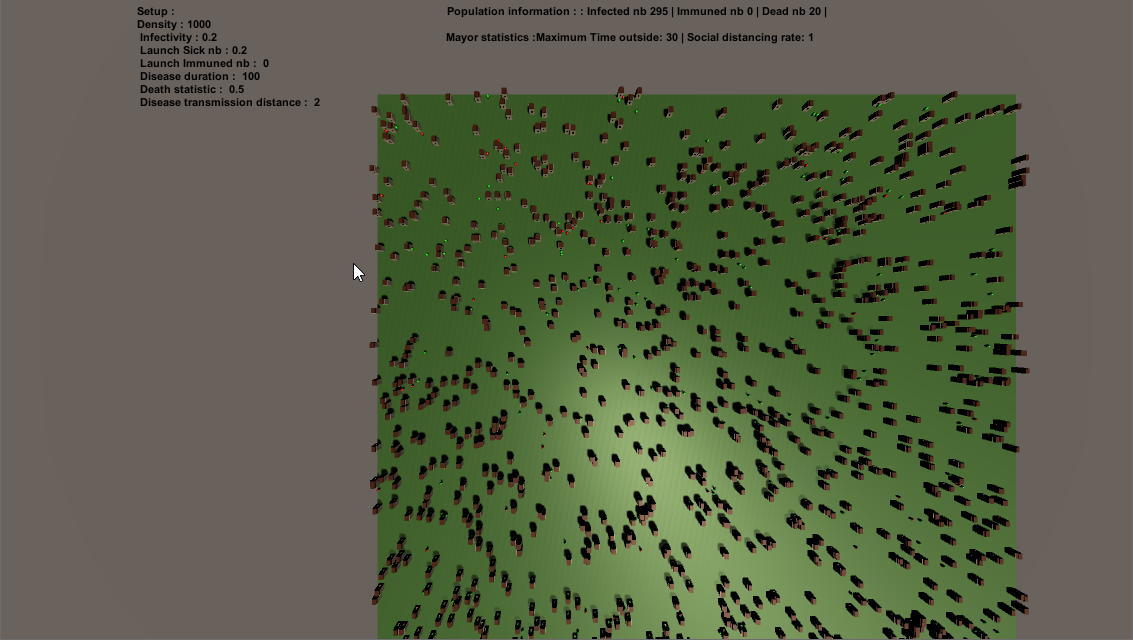 Setup :
Density : 1000
Infectivity : 0.2
Launch Sick nb : 0.2
Launch Immuned nb : 0
Disease duration : 100
Death statistic : 0.5
Disease transmission distance : 2
Population information : : Infected nb 295 | Immuned nb 0 | Dead nb 20 |
Mayor statistics :Maximum Time outside: 30 | Social distancing rate: 1